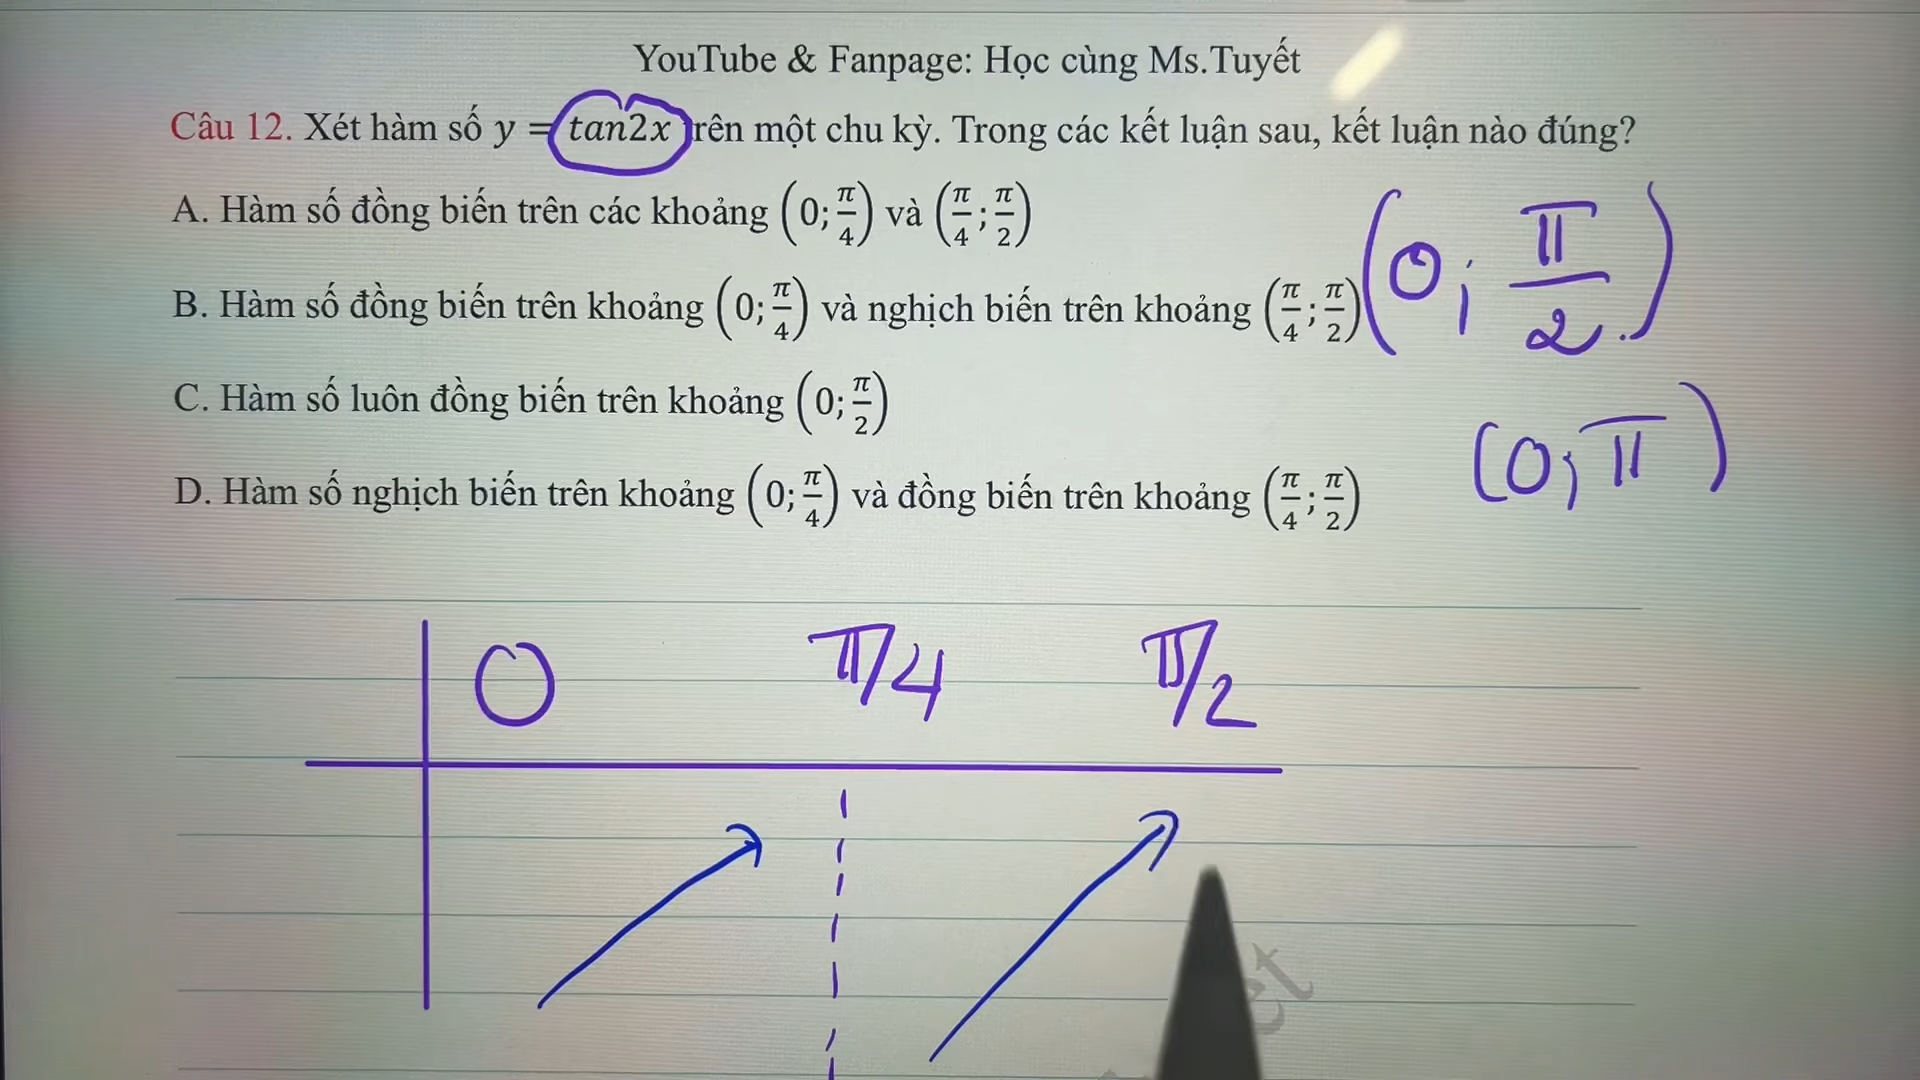 YouTube & Fanpage: Học cùng Ms.Tuyết
Câu 12. Xét hàm số y = tan2x trên một chu kỳ. Trong các kết luận sau, kết luận nào đúng?
A. Hàm số đồng biến trên các khoảng (0; π/4) và (π/4; π/2)
B. Hàm số đồng biến trên khoảng (0; π/4) và nghịch biến trên khoảng (π/4; π/2)
(0; π/2)
C. Hàm số luôn đồng biến trên khoảng (0; π/2)
(0; π)
D. Hàm số nghịch biến trên khoảng (0; π/4) và đồng biến trên khoảng (π/4; π/2)
0 π/4 π/2